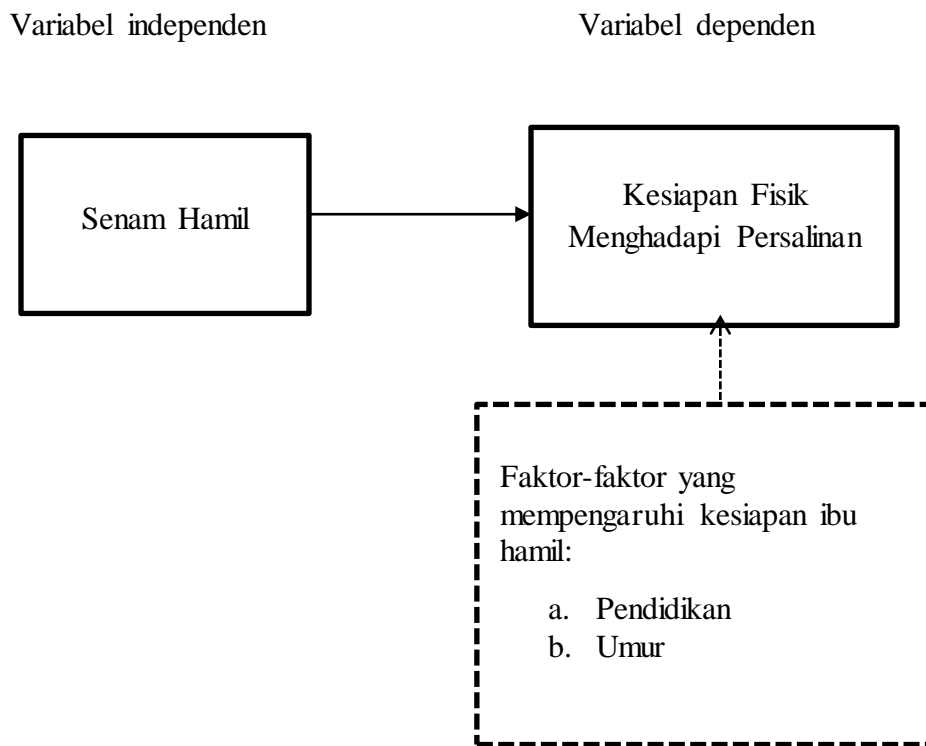 Variabel independen
Variabel dependen
Senam Hamil
Kesiapan Fisik
Menghadapi Persalinan
Faktor-faktor yang
mempengaruhi kesiapan ibu
hamil:
a. Pendidikan
b. Umur